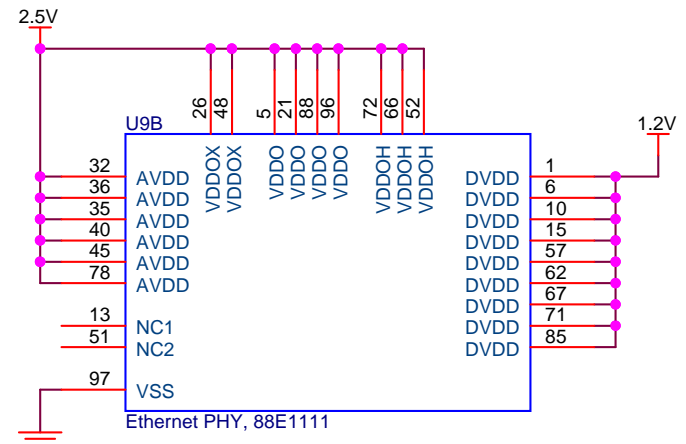 2.5V
26 48 5 21 88 96 72 66 52
U9B
1.2V
VDDOX VDDOX VDDO VDDO VDDO VDDO VDDOH VDDOH VDDOH
32 AVDD DVDD 1
36 AVDD DVDD 6
35 AVDD DVDD 10
40 AVDD DVDD 15
45 AVDD DVDD 57
78 AVDD DVDD 62
DVDD 67
13 NC1 DVDD 71
51 NC2 DVDD 85
97 VSS
Ethernet PHY, 88E1111